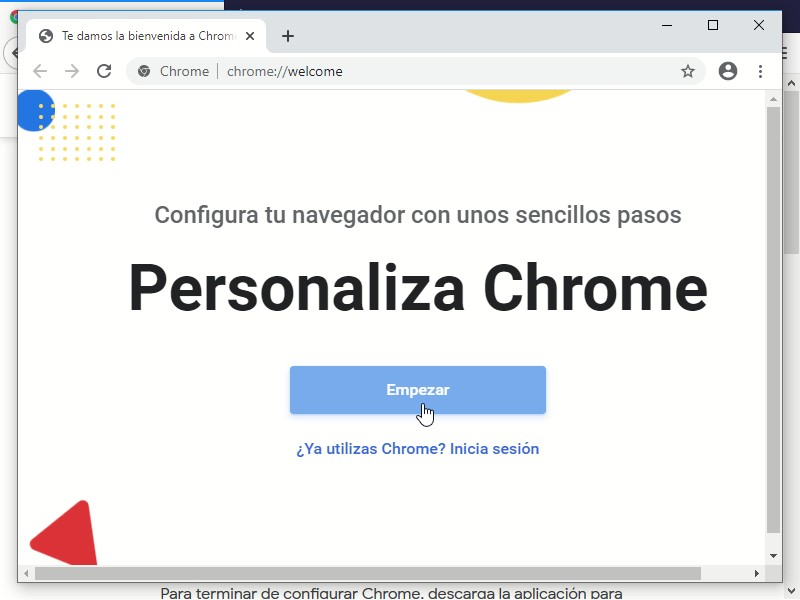 Te damos la bienvenida a Chrome
Chrome
chrome://welcome
Configura tu navegador con unos sencillos pasos
Personaliza Chrome
Empezar
¿Ya utilizas Chrome? Inicia sesión
Para terminar de configurar Chrome, descarga la aplicación para